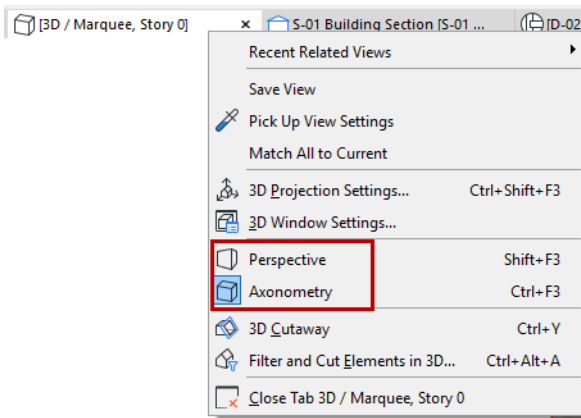 [3D / Marquee, Story 0] × S-01 Building Section [S-01 ... [D-02
Recent Related Views
Save View
Pick Up View Settings
Match All to Current
3D Projection Settings... Ctrl+Shift+F3
3D Window Settings...
Perspective Shift+F3
Axonometry Ctrl+F3
3D Cutaway Ctrl+Y
Filter and Cut Elements in 3D... Ctrl+Alt+A
Close Tab 3D / Marquee, Story 0